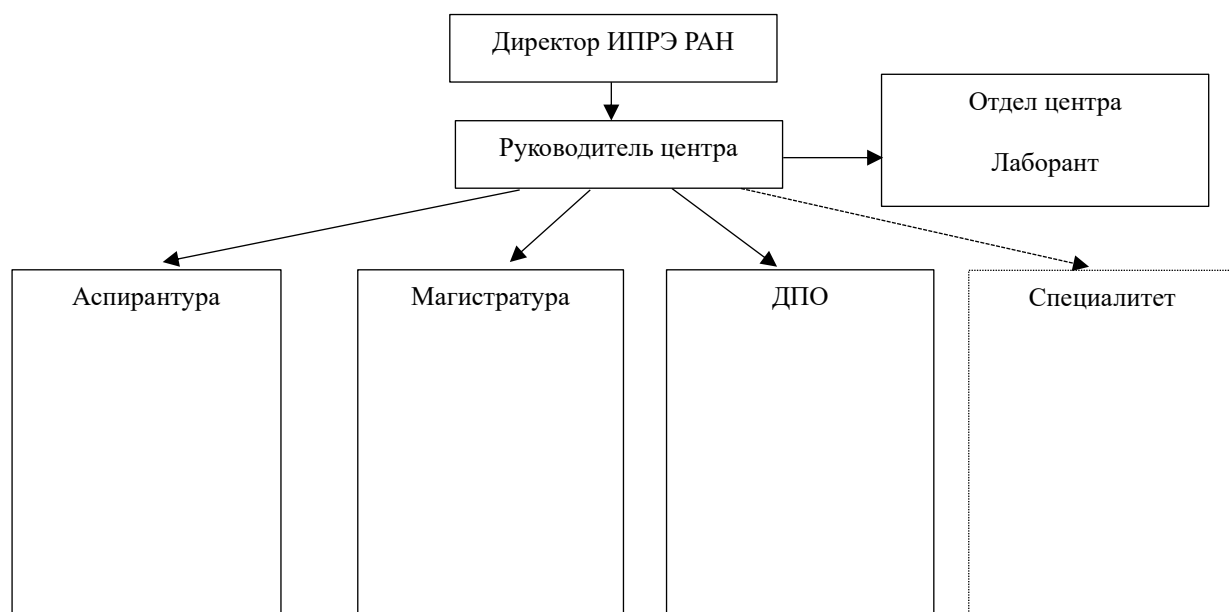 Директор ИПРЭ РАН
Отдел центра
Руководитель центра
Лаборант
Аспирантура
Магистратура
ДПО
Специалитет